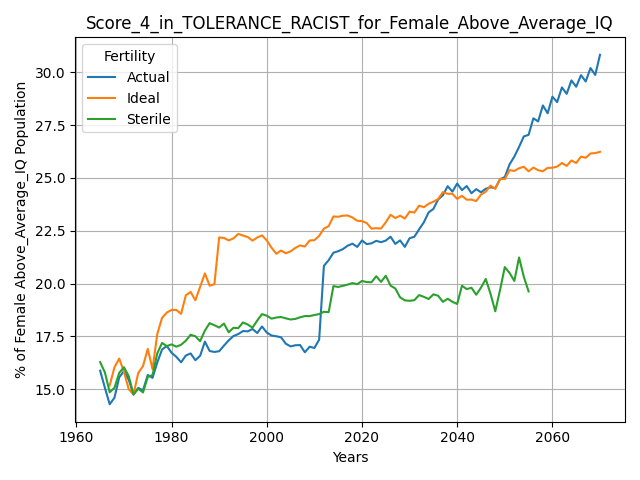 Score_4_in_TOLERANCE_RACIST_for_Female_Above_Average_IQ
Fertility
Actual
Ideal
Sterile
% of Female Above_Average_IQ Population
30.0
27.5
25.0
22.5
20.0
17.5
15.0
1960
1980
2000
2020
2040
2060
Years